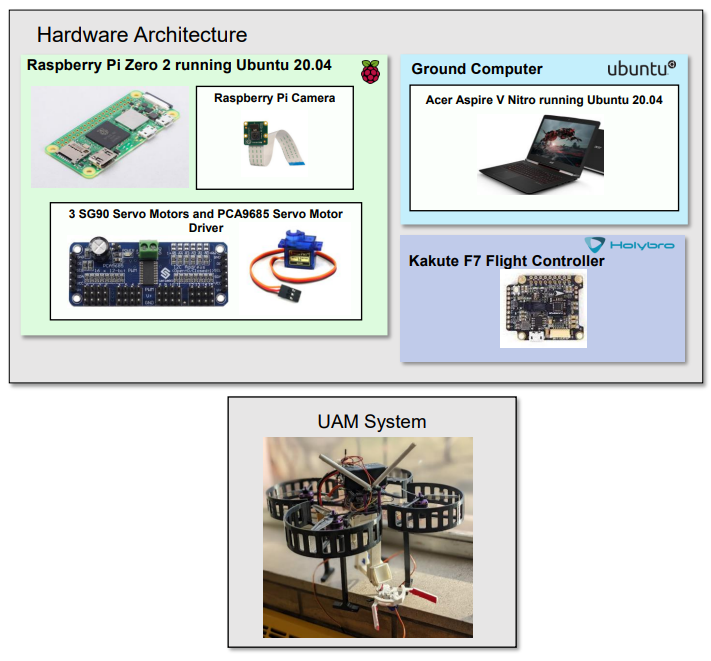 Hardware Architecture
Raspberry Pi Zero 2 running Ubuntu 20.04
Raspberry Pi Camera
3 SG90 Servo Motors and PCA9685 Servo Motor
Driver
Ground Computer
ubuntu
Acer Aspire V Nitro running Ubuntu 20.04
Holybro
Kakute F7 Flight Controller
UAM System